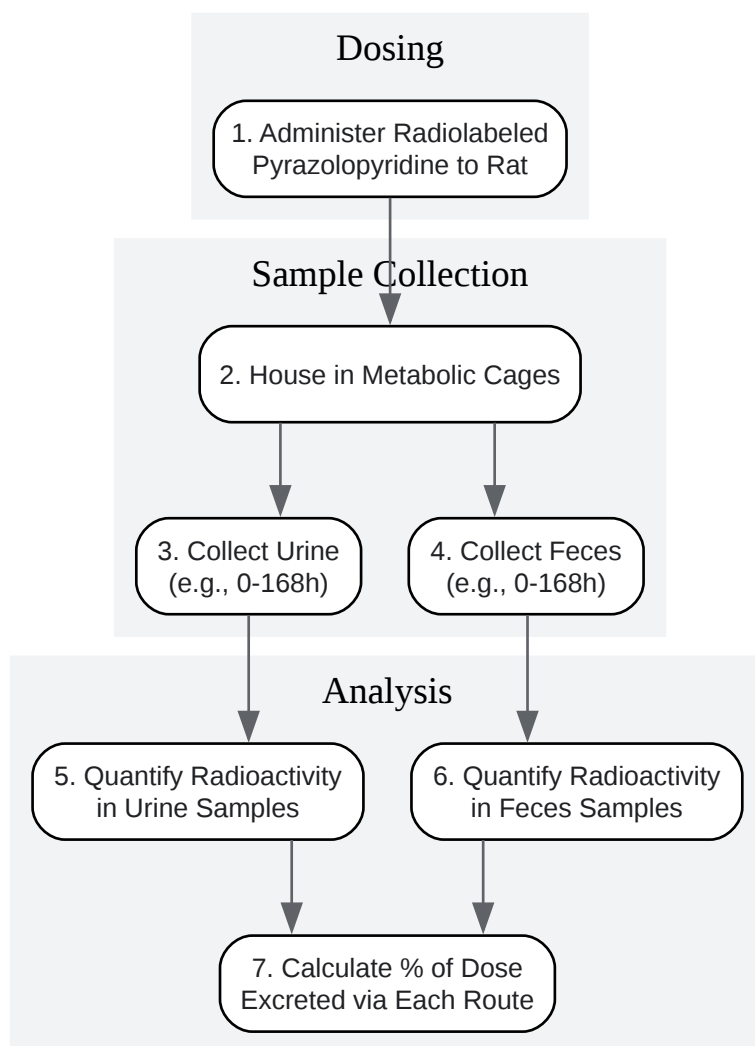 Dosing
1. Administer Radiolabeled
Pyrazolopyridine to Rat
Sample Collection
2. House in Metabolic Cages
3. Collect Urine
(e.g., 0-168h)
4. Collect Feces
(e.g., 0-168h)
Analysis
5. Quantify Radioactivity
in Urine Samples
6. Quantify Radioactivity
in Feces Samples
7. Calculate % of Dose
Excreted via Each Route